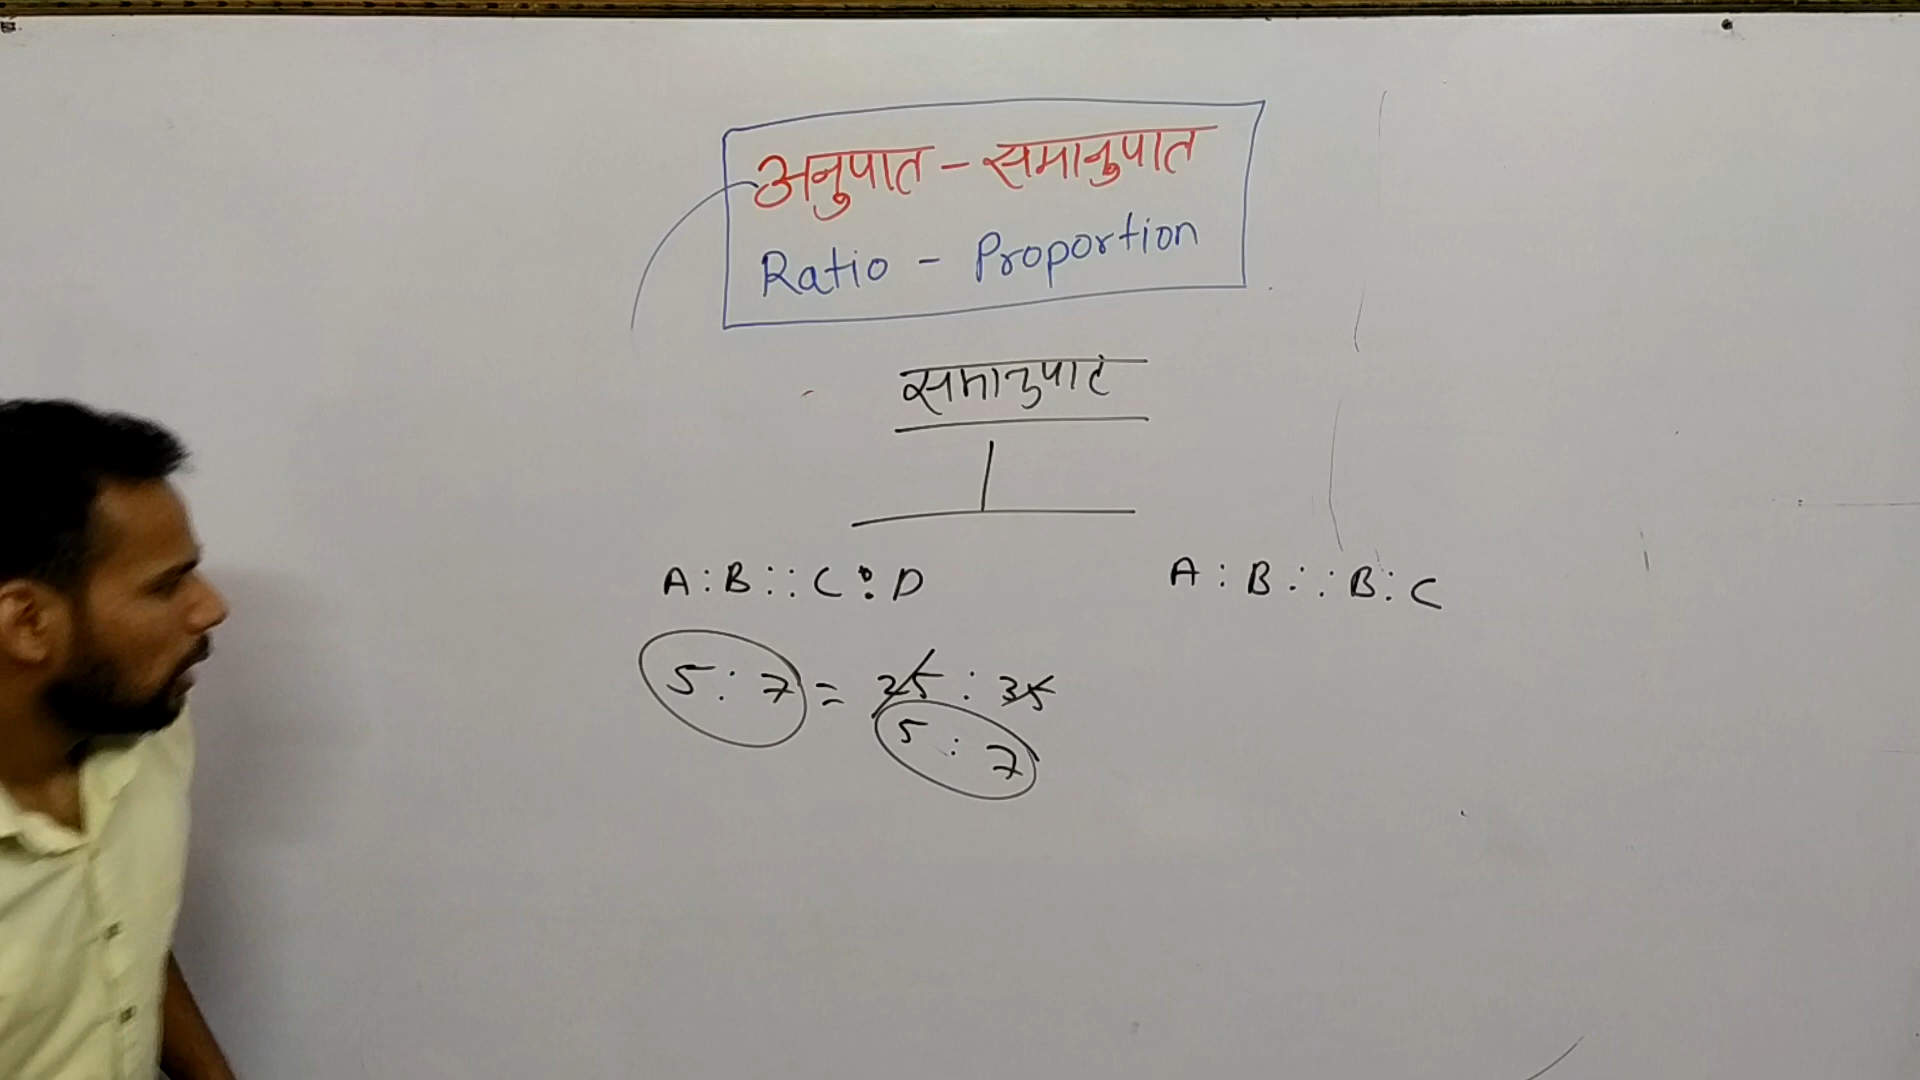 अनुपात - समानुपात
Ratio - Proportion
समानुपात
A : B :: C : D
A : B :: B : C
5 : 7 = 25 : 35
5 : 7